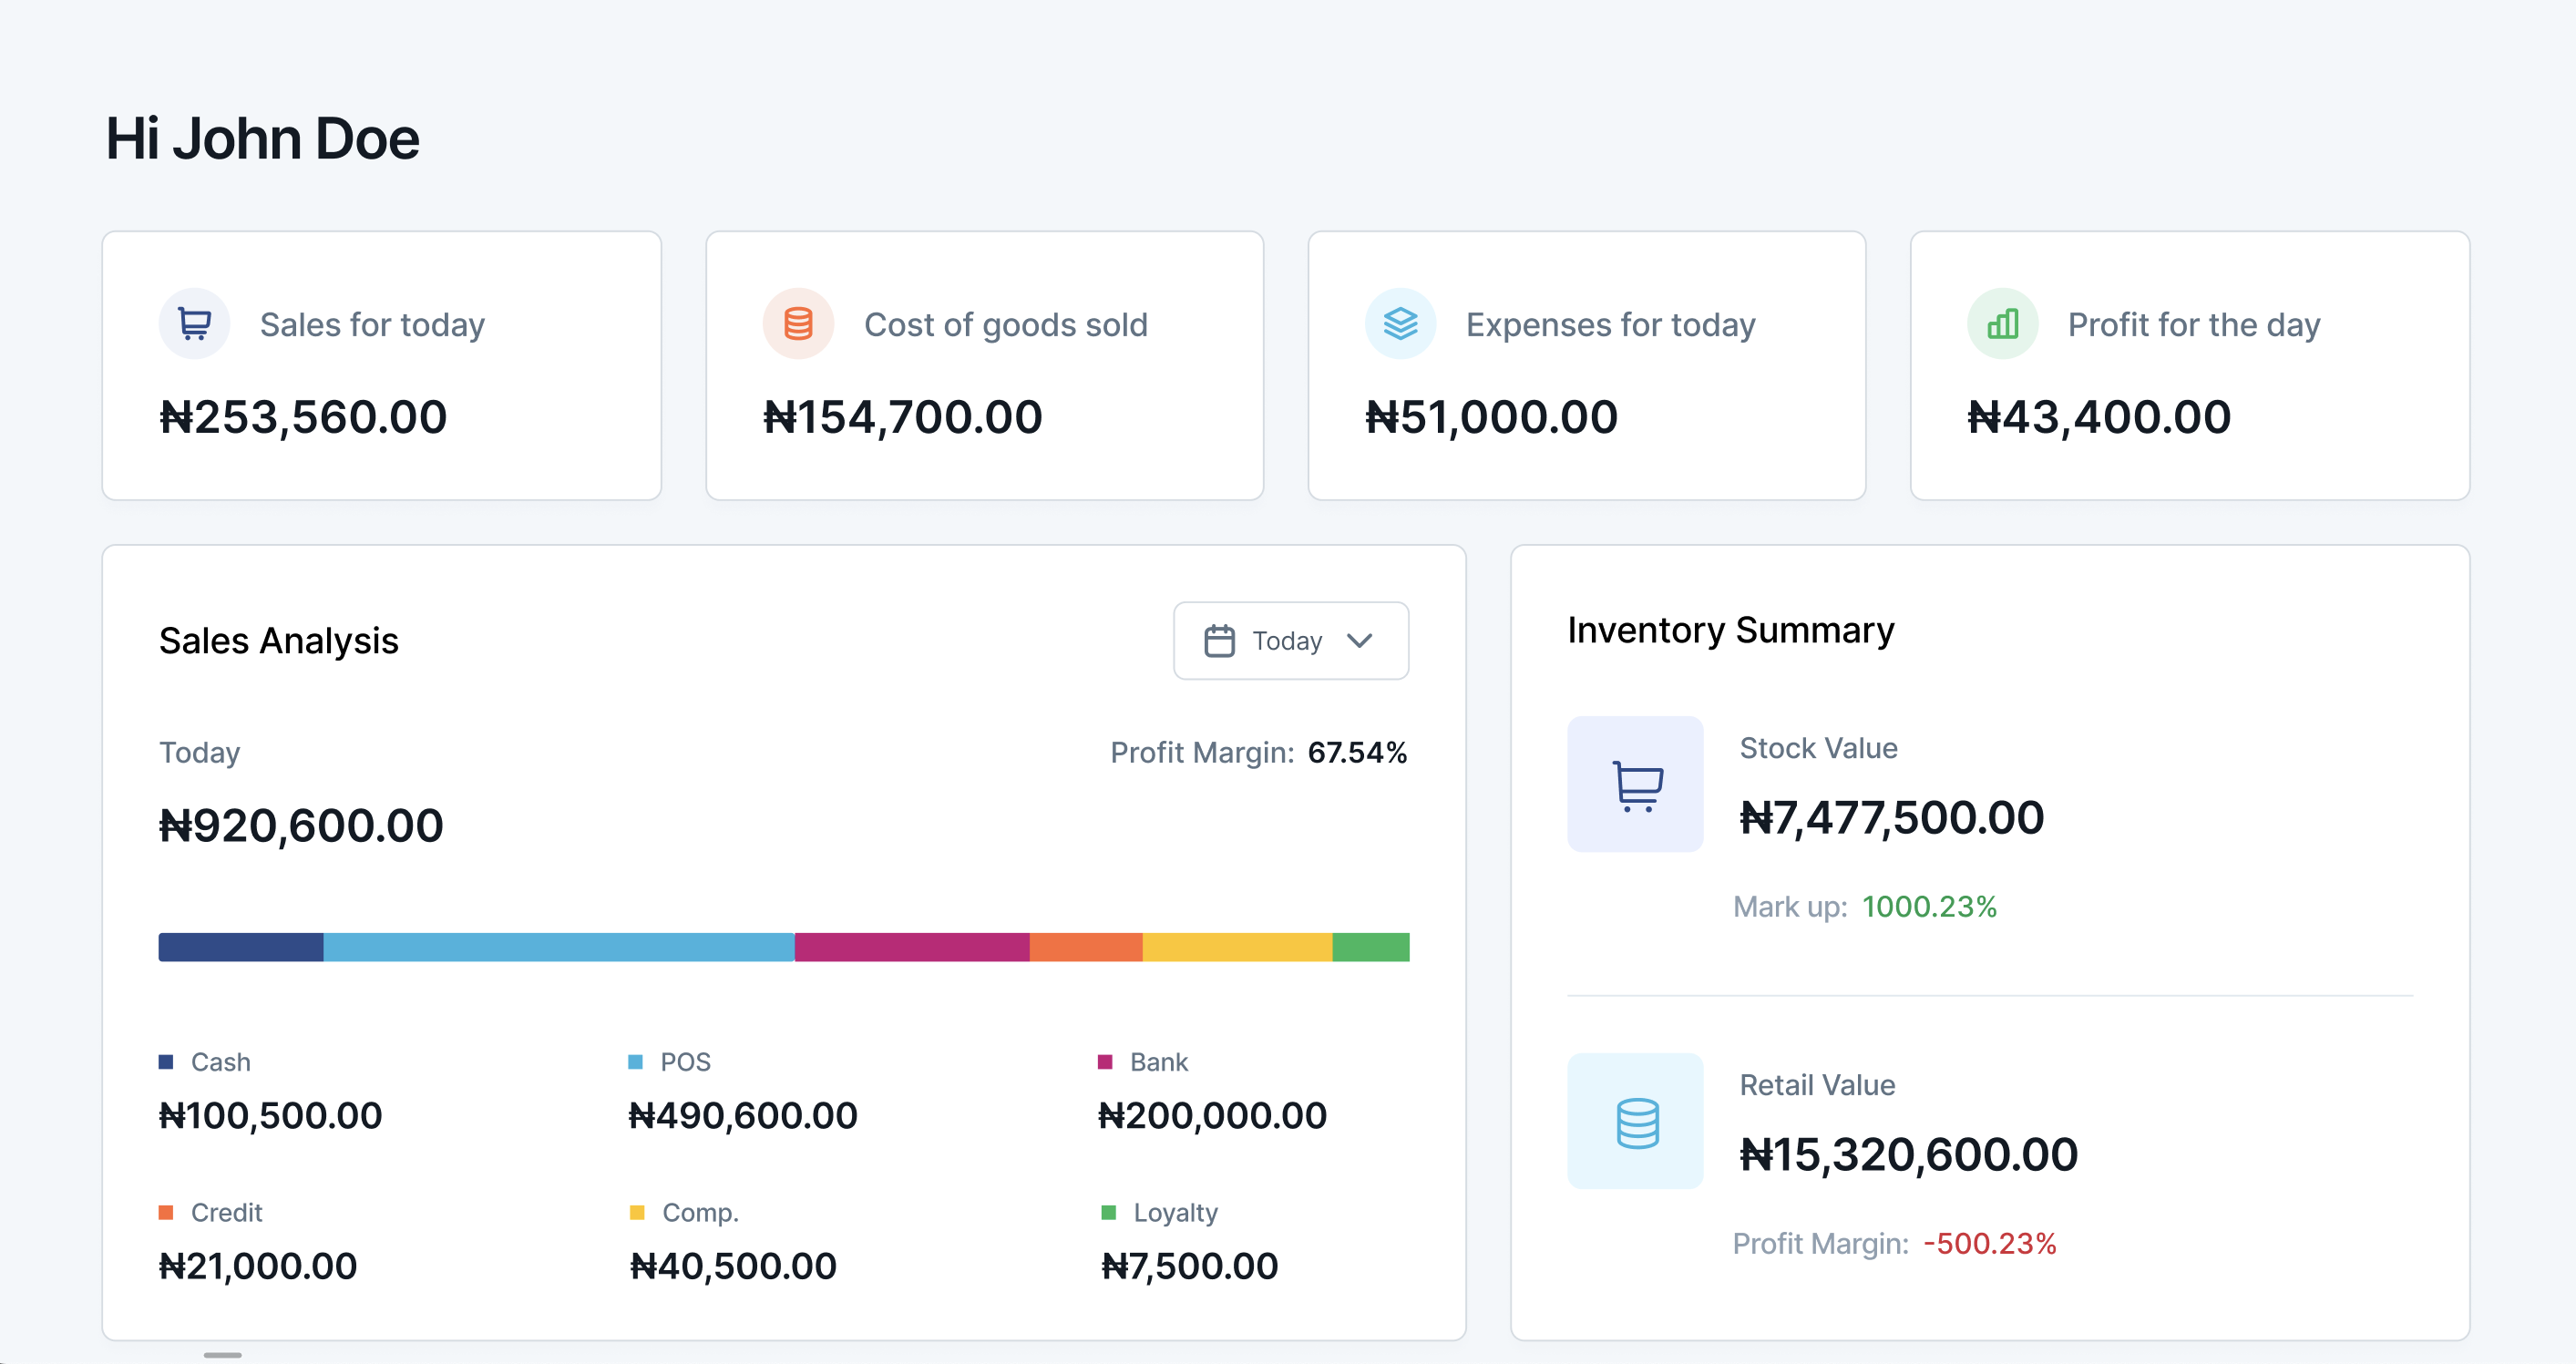 Hi John Doe
Sales for today
₦253,560.00
Cost of goods sold
₦154,700.00
Expenses for today
₦51,000.00
Profit for the day
₦43,400.00
Sales Analysis
Today
Today
Profit Margin: 67.54%
₦920,600.00
Cash
₦100,500.00
POS
₦490,600.00
Bank
₦200,000.00
Credit
₦21,000.00
Comp.
₦40,500.00
Loyalty
₦7,500.00
Inventory Summary
Stock Value
₦7,477,500.00
Mark up: 1000.23%
Retail Value
₦15,320,600.00
Profit Margin: -500.23%